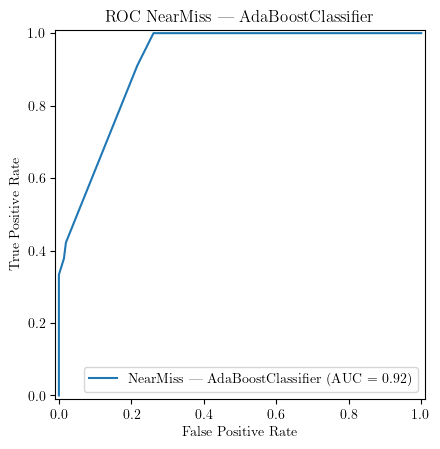 ROC NearMiss — AdaBoostClassifier
1.0
0.8
0.6
0.4
0.2
0.0
True Positive Rate
NearMiss — AdaBoostClassifier (AUC = 0.92)
0.0 0.2 0.4 0.6 0.8 1.0
False Positive Rate